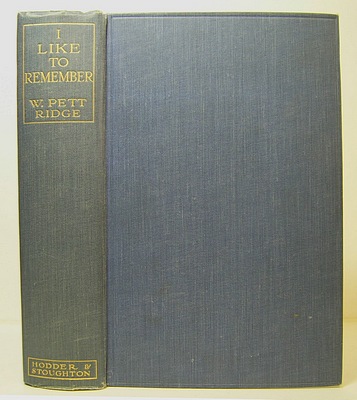 I
LIKE
TO
REMEMBER
W. PETT
RIDGE
HODDER &
STOUGHTON